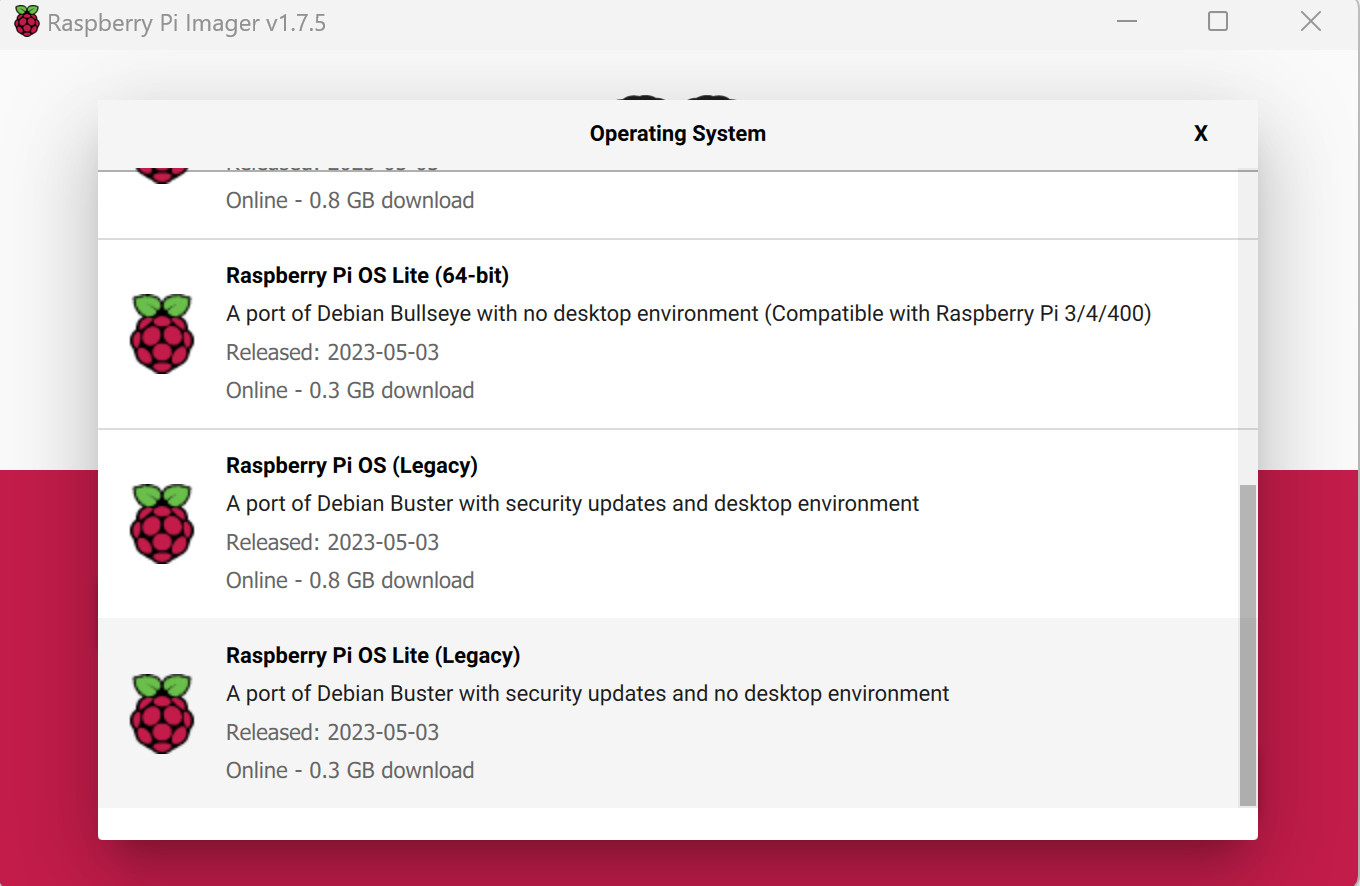 Raspberry Pi Imager v1.7.5
Operating System
X
Released: 2023-05-03
Online - 0.8 GB download
Raspberry Pi OS Lite (64-bit)
A port of Debian Bullseye with no desktop environment (Compatible with Raspberry Pi 3/4/400)
Released: 2023-05-03
Online - 0.3 GB download
Raspberry Pi OS (Legacy)
A port of Debian Buster with security updates and desktop environment
Released: 2023-05-03
Online - 0.8 GB download
Raspberry Pi OS Lite (Legacy)
A port of Debian Buster with security updates and no desktop environment
Released: 2023-05-03
Online - 0.3 GB download